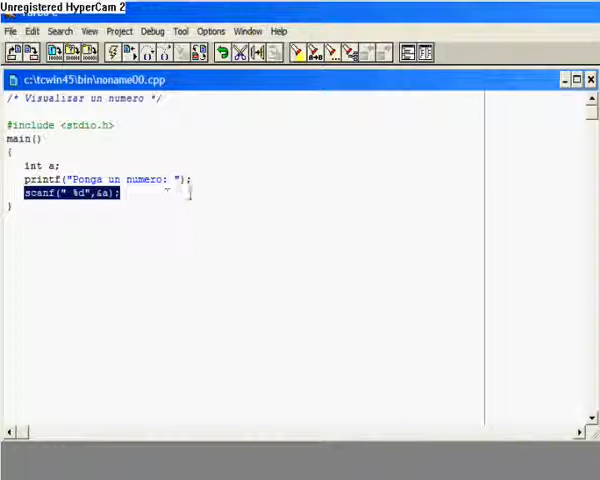 Unregistered HyperCam 2
File Edit Search View Project Debug Tool Options Window Help
c:\tcwin45\bin\noname00.cpp
/* Visualizar un numero */
#include <stdio.h>
main()
{
int a;
printf("Ponga un numero: ");
scanf(" %d",&a);
}